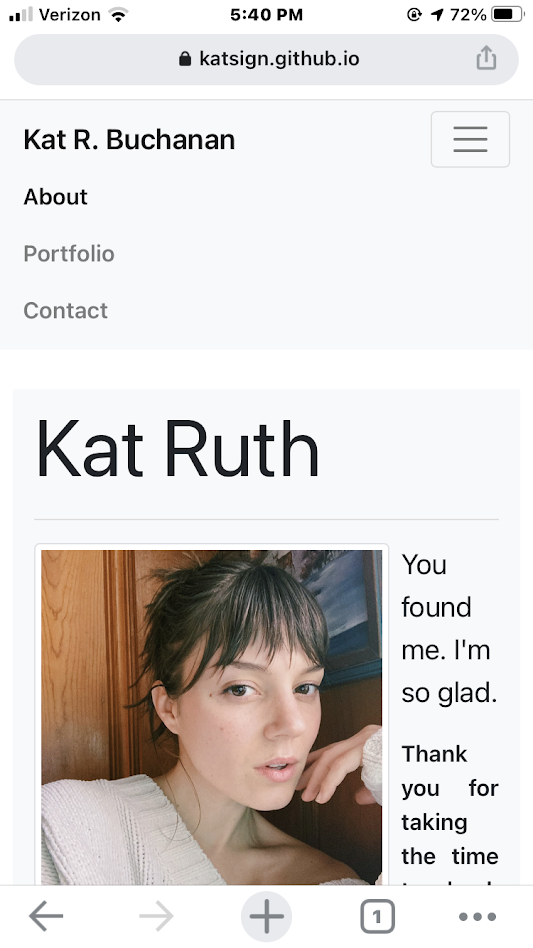 Verizon 5:40 PM 72%
katsign.github.io
Kat R. Buchanan
About
Portfolio
Contact
Kat Ruth
You
found
me. I'm
so glad.
Thank
you for
taking
the time
1